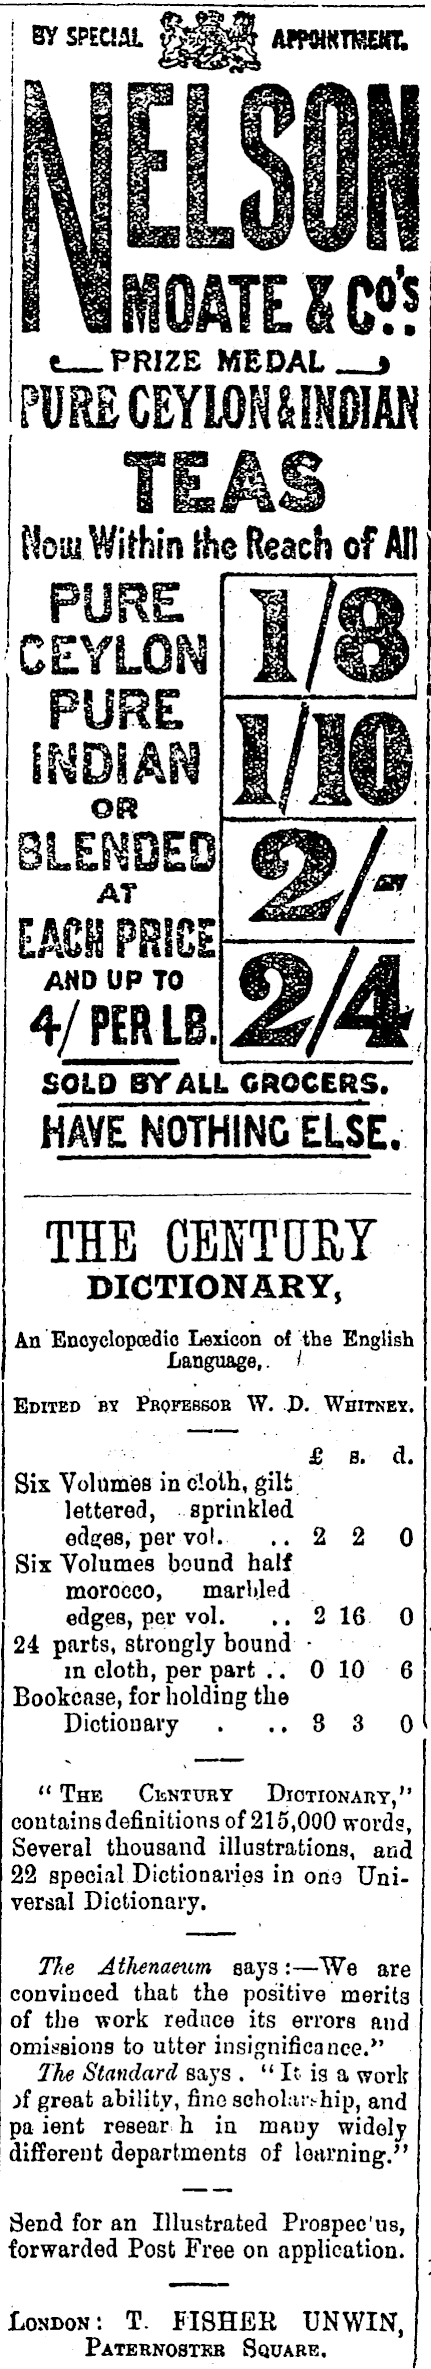 BY SPECIAL APPOINTMENT.
NELSON
MOATE & Co's
PRIZE MEDAL
PURE CEYLON & INDIAN
TEAS
Now Within the Reach of All
PURE
CEYLON
PURE
INDIAN
OR
BLENDED
AT
EACH PRICE
AND UP TO
4/ PER LB.
1/8
1/10
2/-
2/4
SOLD BY ALL GROCERS.
HAVE NOTHING ELSE.
THE CENTURY
DICTIONARY,
An Encyclopœdic Lexicon of the English
Language,.
EDITED BY PROFESSOR W. D. WHITNEY.
£ s. d.
Six Volumes in cloth, gilt
lettered, sprinkled
edges, per vol. .. 2 2 0
Six Volumes bound half
morocco, marbled
edges, per vol. .. 2 16 0
24 parts, strongly bound
in cloth, per part .. 0 10 6
Bookcase, for holding the
Dictionary . .. 3 3 0
"THE CENTURY DICTIONARY,"
contains definitions of 215,000 words,
Several thousand illustrations, and
22 special Dictionaries in one Uni-
versal Dictionary.
The Athenaeum says:—We are
convinced that the positive merits
of the work reduce its errors and
omissions to utter insignificance."
The Standard says . "It is a work
of great ability, fine scholarship, and
pa ient resear h in many widely
different departments of learning."
Send for an Illustrated Prospec'us,
forwarded Post Free on application.
LONDON: T. FISHER UNWIN,
PATERNOSTER SQUARE.